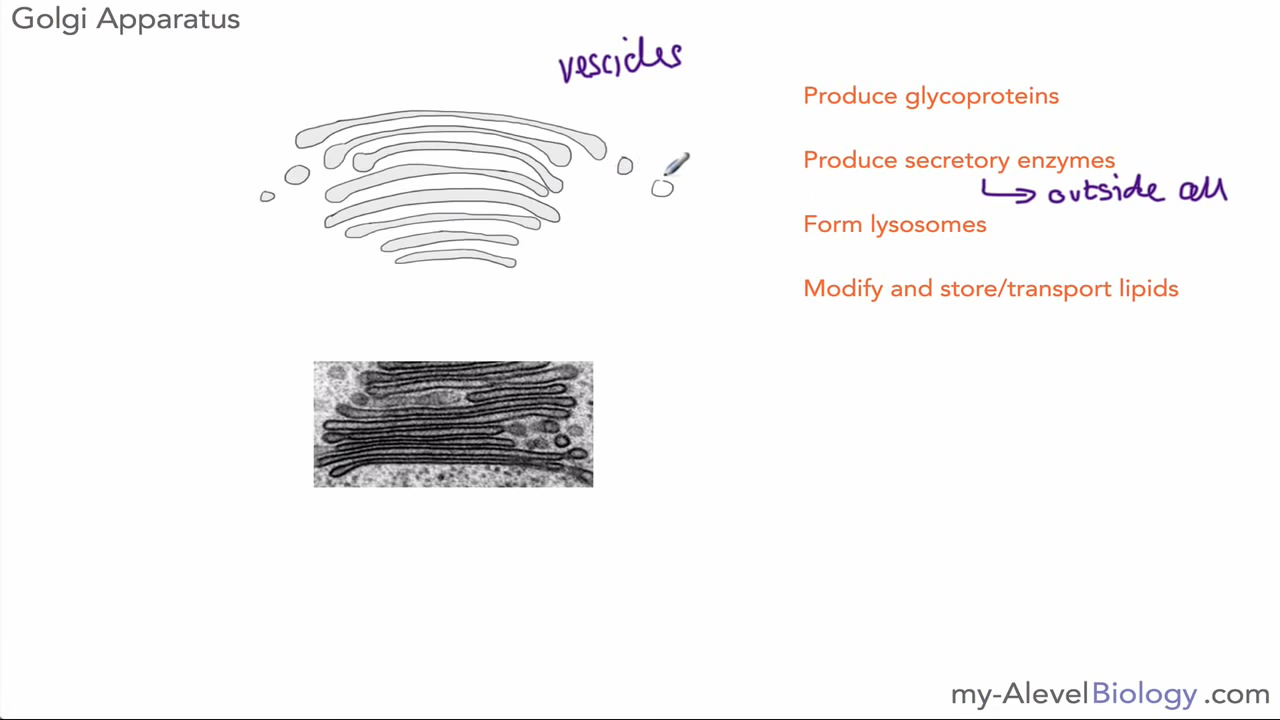 Golgi Apparatus
vescicles
Produce glycoproteins
Produce secretory enzymes
↳ outside cell
Form lysosomes
Modify and store/transport lipids
my-AlevelBiology.com